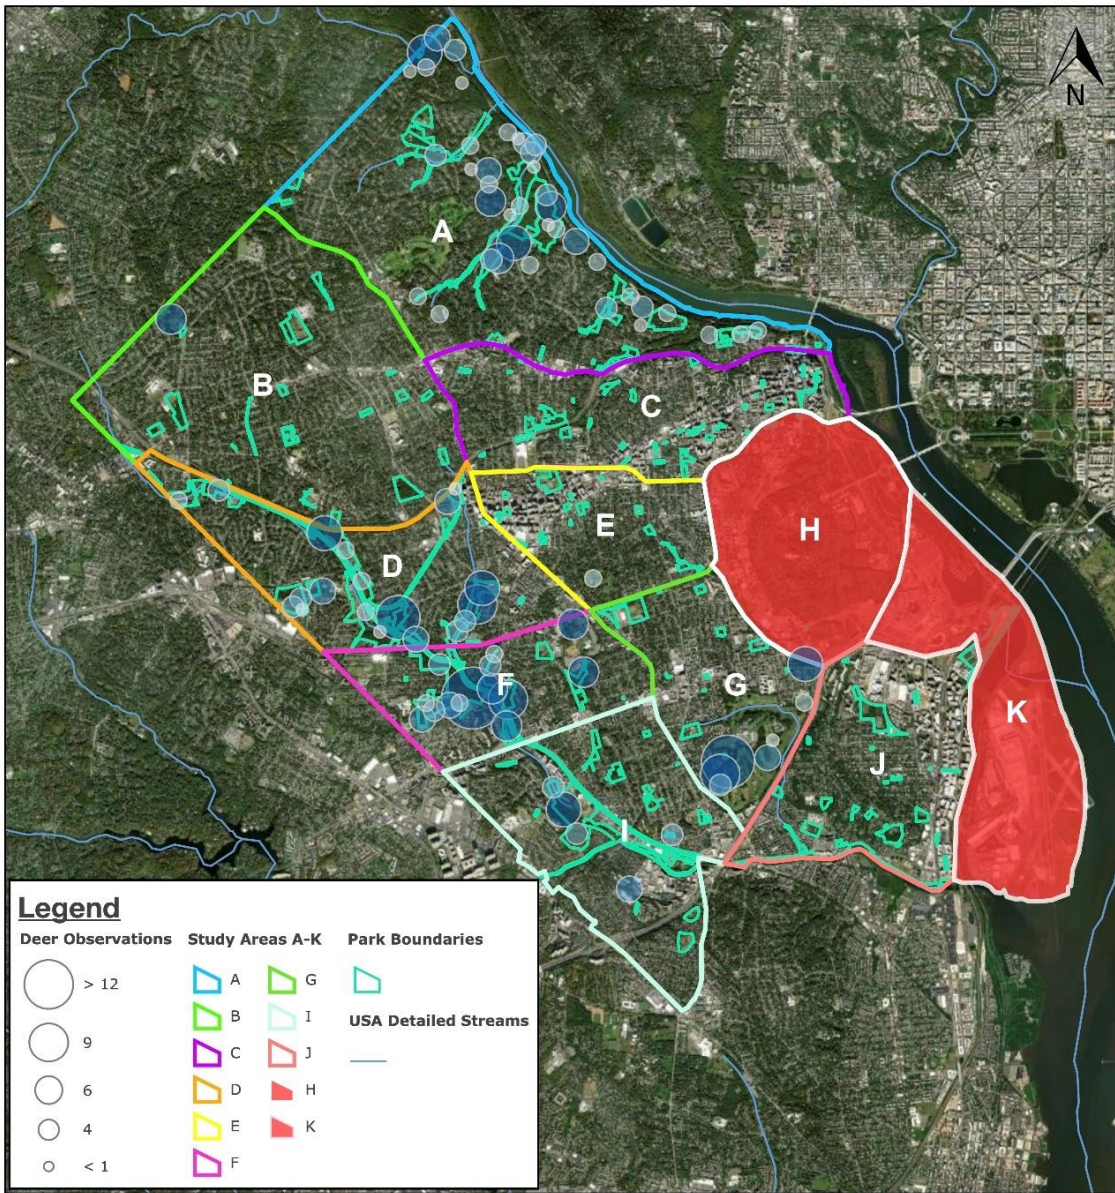 N
A
B
C
H
E
D
F
G
K
J
I
Legend
Deer Observations
> 12
9
6
4
< 1
Study Areas A-K
A
B
C
D
E
F
G
I
J
H
K
Park Boundaries
USA Detailed Streams